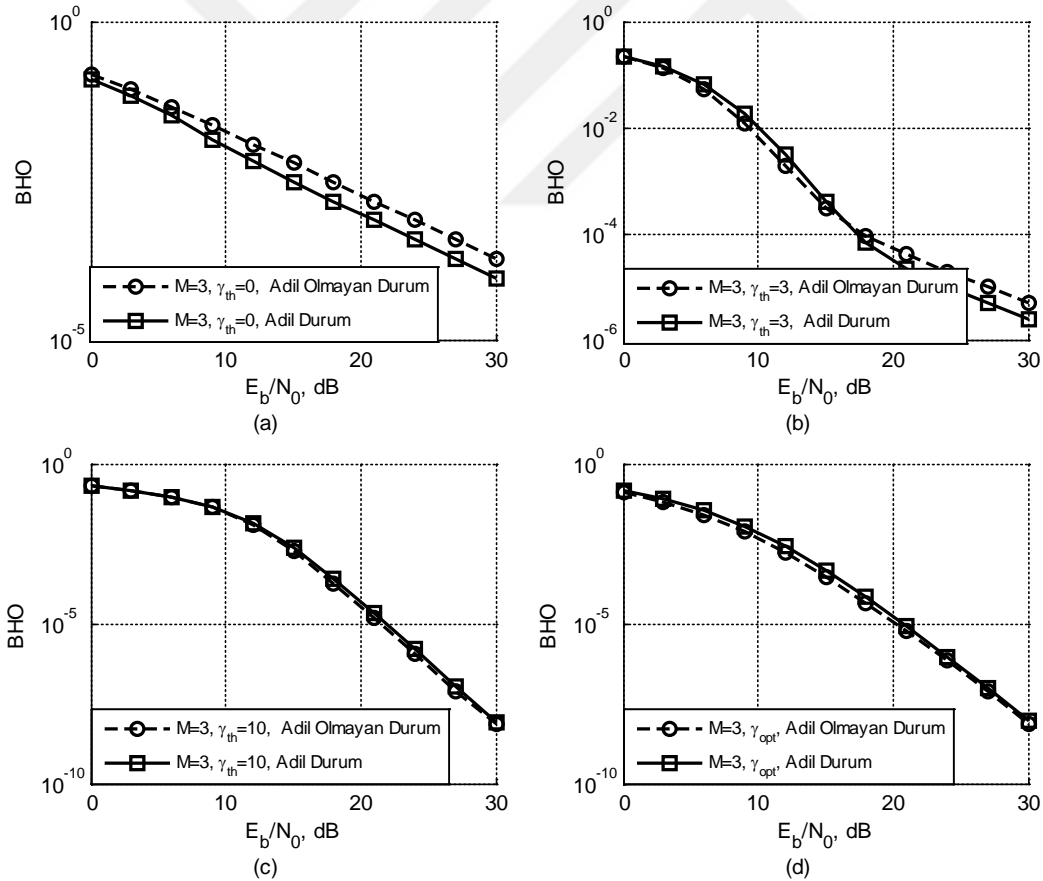 10^0
10^-5
BHO
M=3, γ_th=0, Adil Olmayan Durum
M=3, γ_th=0, Adil Durum
0 10 20 30
E_b/N_0, dB
(a)
10^0
10^-2
10^-4
10^-6
BHO
M=3, γ_th=3, Adil Olmayan Durum
M=3, γ_th=3, Adil Durum
0 10 20 30
E_b/N_0, dB
(b)
10^0
10^-5
10^-10
BHO
M=3, γ_th=10, Adil Olmayan Durum
M=3, γ_th=10, Adil Durum
0 10 20 30
E_b/N_0, dB
(c)
10^0
10^-5
10^-10
BHO
M=3, γ_opt, Adil Olmayan Durum
M=3, γ_opt, Adil Durum
0 10 20 30
E_b/N_0, dB
(d)